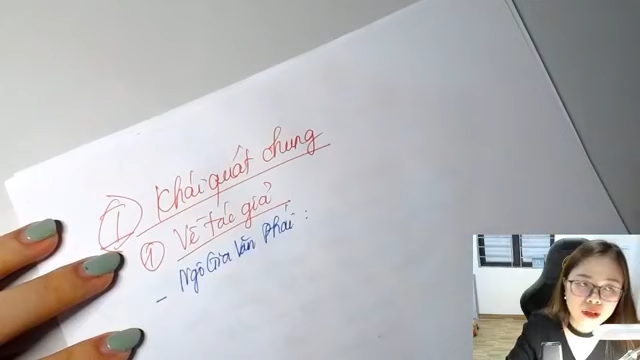 I Khái quát chung
1 Về tác giả
- Ngô Gia Văn Phái :